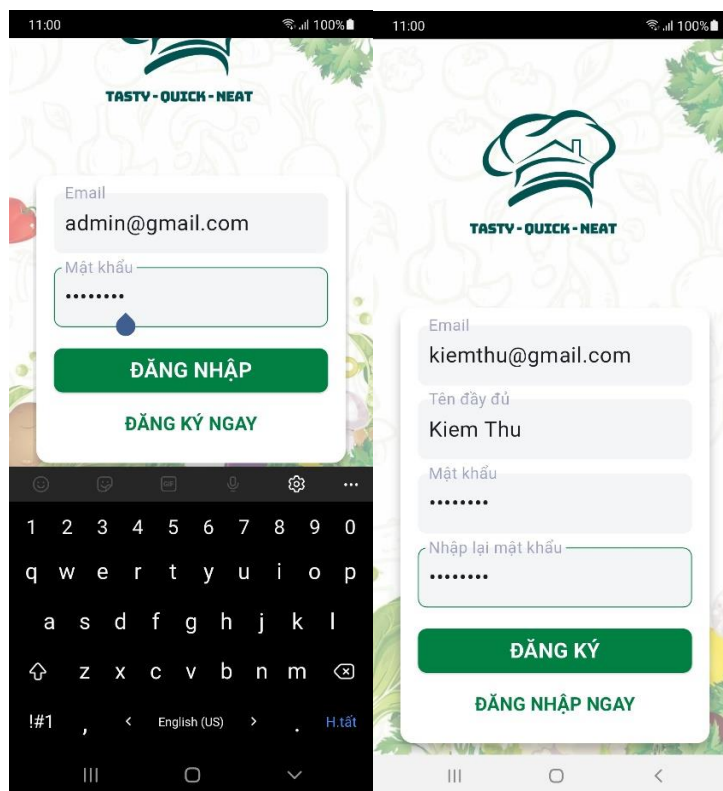 11:00
100%
TASTY - QUICK - NEAT
Email
admin@gmail.com
Mật khẩu
••••••••
ĐĂNG NHẬP
ĐĂNG KÝ NGAY
GIF
1 2 3 4 5 6 7 8 9 0
q w e r t y u i o p
a s d f g h j k l
z x c v b n m
!#1 , < English (US) > . H.tất
11:00
100%
TASTY - QUICK - NEAT
Email
kiemthu@gmail.com
Tên đầy đủ
Kiem Thu
Mật khẩu
••••••••
Nhập lại mật khẩu
••••••••
ĐĂNG KÝ
ĐĂNG NHẬP NGAY